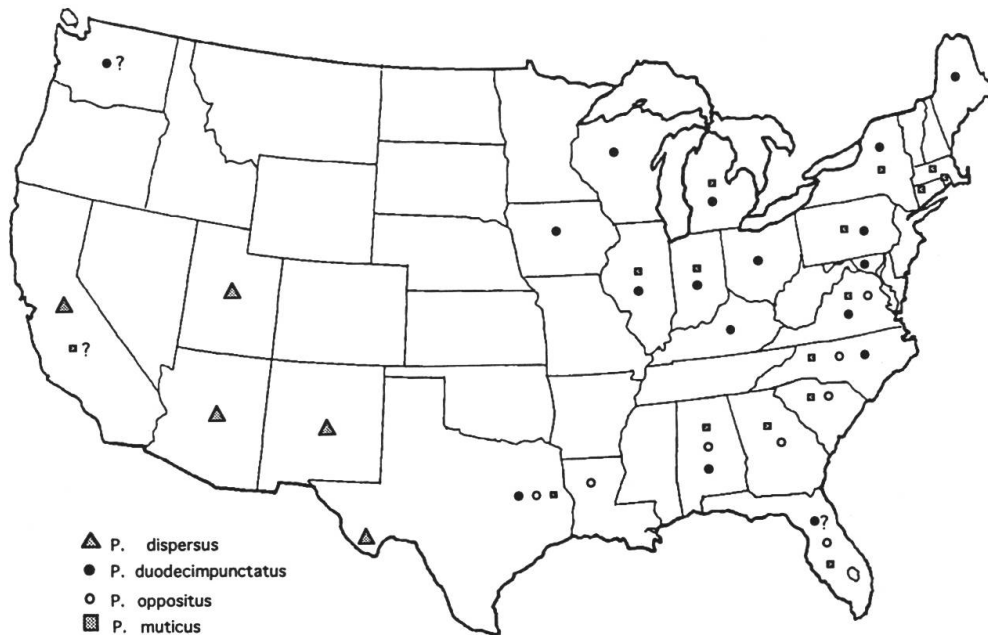 ?
?
?
P. dispersus
P. duodecimpunctatus
P. oppositus
P. muticus